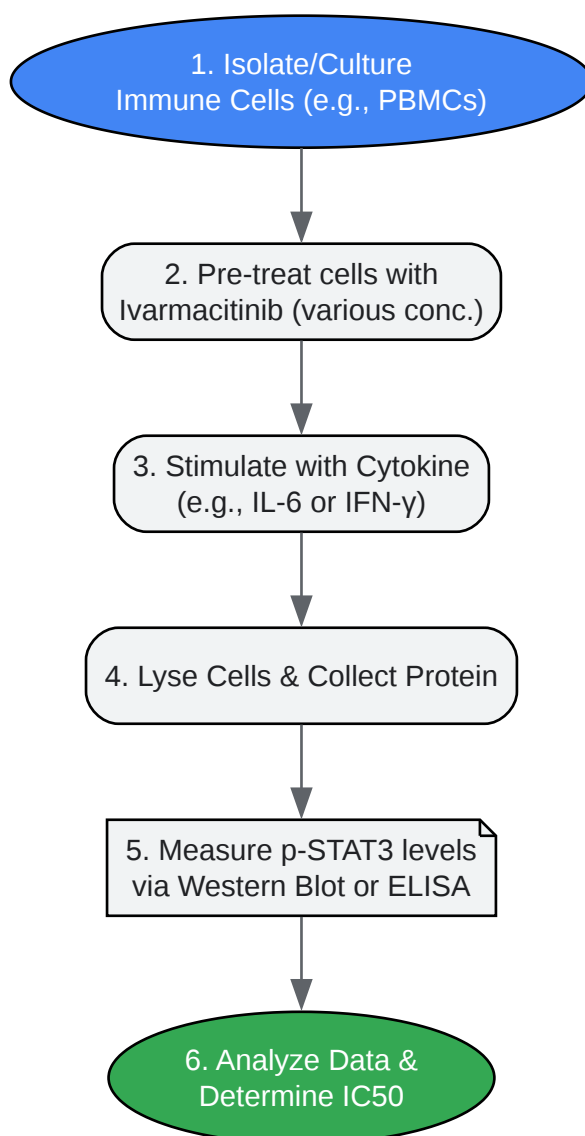 1. Isolate/Culture
Immune Cells (e.g., PBMCs)
2. Pre-treat cells with
Ivarmacitinib (various conc.)
3. Stimulate with Cytokine
(e.g., IL-6 or IFN-γ)
4. Lyse Cells & Collect Protein
5. Measure p-STAT3 levels
via Western Blot or ELISA
6. Analyze Data &
Determine IC50